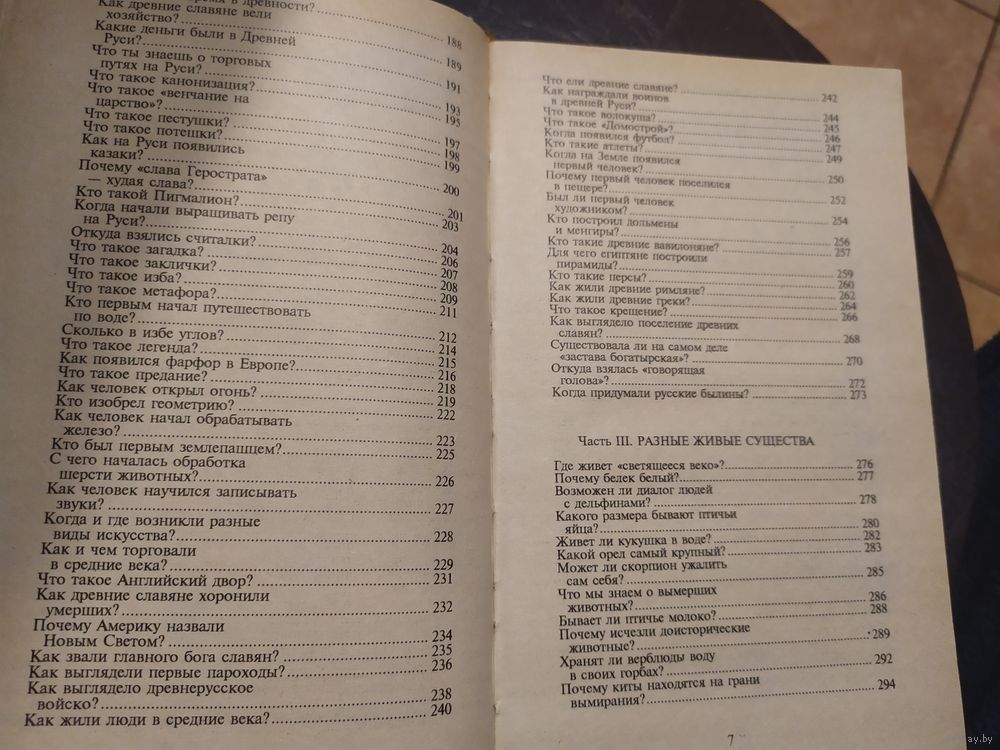 время в древности?
Как древние славяне вели
хозяйство? 188
Какие деньги были в Древней
Руси? 189
Что ты знаешь о торговых
путях на Руси? 191
Что такое канонизация? 193
Что такое «венчание на
царство»? 195
Что такое пестушки? 197
Что такое потешки? 198
Как на Руси появились
казаки? 199
Почему «слава Герострата»
— худая слава? 200
Кто такой Пигмалион? 201
Когда начали выращивать репу
на Руси? 203
Откуда взялись считалки? 204
Что такое загадка? 206
Что такое заклички? 207
Что такое изба? 208
Что такое метафора? 209
Кто первым начал путешествовать
по воде? 211
Сколько в избе углов? 212
Что такое легенда? 214
Как появился фарфор в Европе? 215
Что такое предание? 216
Как человек открыл огонь? 218
Кто изобрел геометрию? 219
Как человек начал обрабатывать 222
железо? 223
Кто был первым землепашцем? 225
С чего началась обработка
шерсти животных? 226
Как человек научился записывать
звуки? 227
Когда и где возникли разные
виды искусства? 228
Как и чем торговали
в средние века? 229
Что такое Английский двор? 231
Как древние славяне хоронили
умерших? 232
Почему Америку назвали
Новым Светом? 234
Как звали главного бога славян? 235
Как выглядели первые пароходы? 236
Как выглядело древнерусское
войско? 238
Как жили люди в средние века? 240
Что ели древние славяне? 242
Как награждали воинов
в древней Руси? 244
Что такое волокуша? 245
Что такое «Домострой»? 246
Когда появился футбол? 247
Кто такие атлеты? 249
Когда на Земле появился
первый человек? 250
Почему первый человек поселился
в пещере? 252
Был ли первый человек
художником? 254
Кто построил дольмены
и менгиры? 256
Кто такие древние вавилоняне? 257
Для чего египтяне построили
пирамиды? 259
Кто такие персы? 260
Как жили древние римляне? 262
Как жили древние греки? 264
Что такое крещение? 266
Как выглядело поселение древних
славян? 268
Существовала ли на самом деле
«застава богатырская»? 270
Откуда взялась «говорящая
голова»? 272
Когда придумали русские былины? 273
Часть III. РАЗНЫЕ ЖИВЫЕ СУЩЕСТВА
Где живет «светящееся веко»? 276
Почему белек белый? 277
Возможен ли диалог людей
с дельфинами? 278
Какого размера бывают птичьи
яйца? 280
Живет ли кукушка в воде? 282
Какой орел самый крупный? 283
Может ли скорпион ужалить
сам себя? 285
Что мы знаем о вымерших
животных? 286
Бывает ли птичье молоко? 288
Почему исчезли доисторические
животные? 289
Хранят ли верблюды воду
в своих горбах? 292
Почему киты находятся на грани
вымирания? 294
7
ay.by